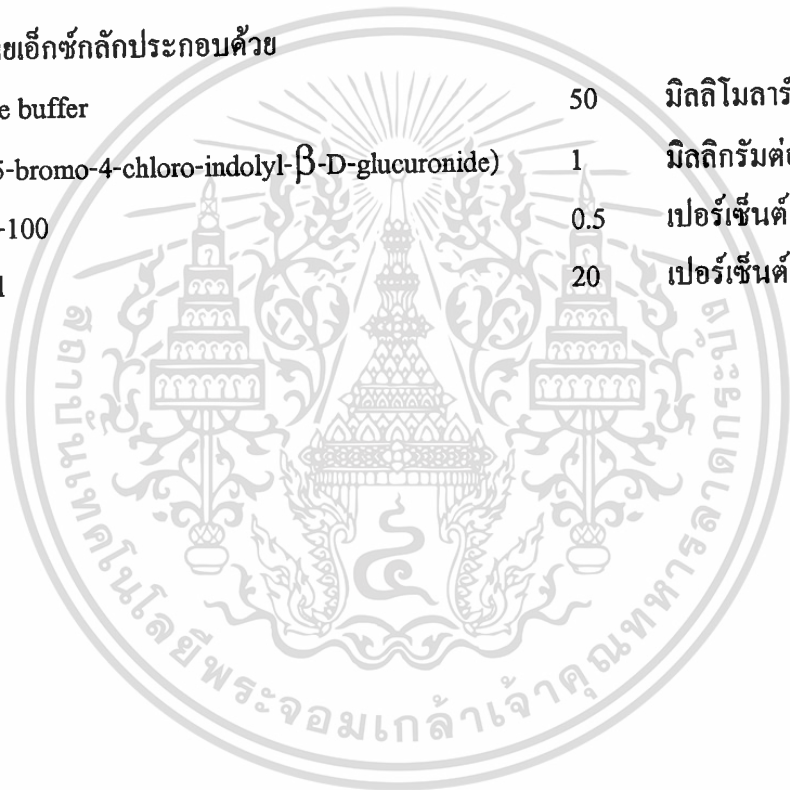 ยเอ็กซ์กลักประกอบด้วย
e buffer 50 มิลลิโมลาร์
5-bromo-4-chloro-indolyl-β-D-glucuronide) 1 มิลลิกรัมต่อ
-100 0.5 เปอร์เซ็นต์
l 20 เปอร์เซ็นต์
สถาบันเทคโนโลยีพระจอมเกล้าเจ้าคุณทหารลาดกระบัง